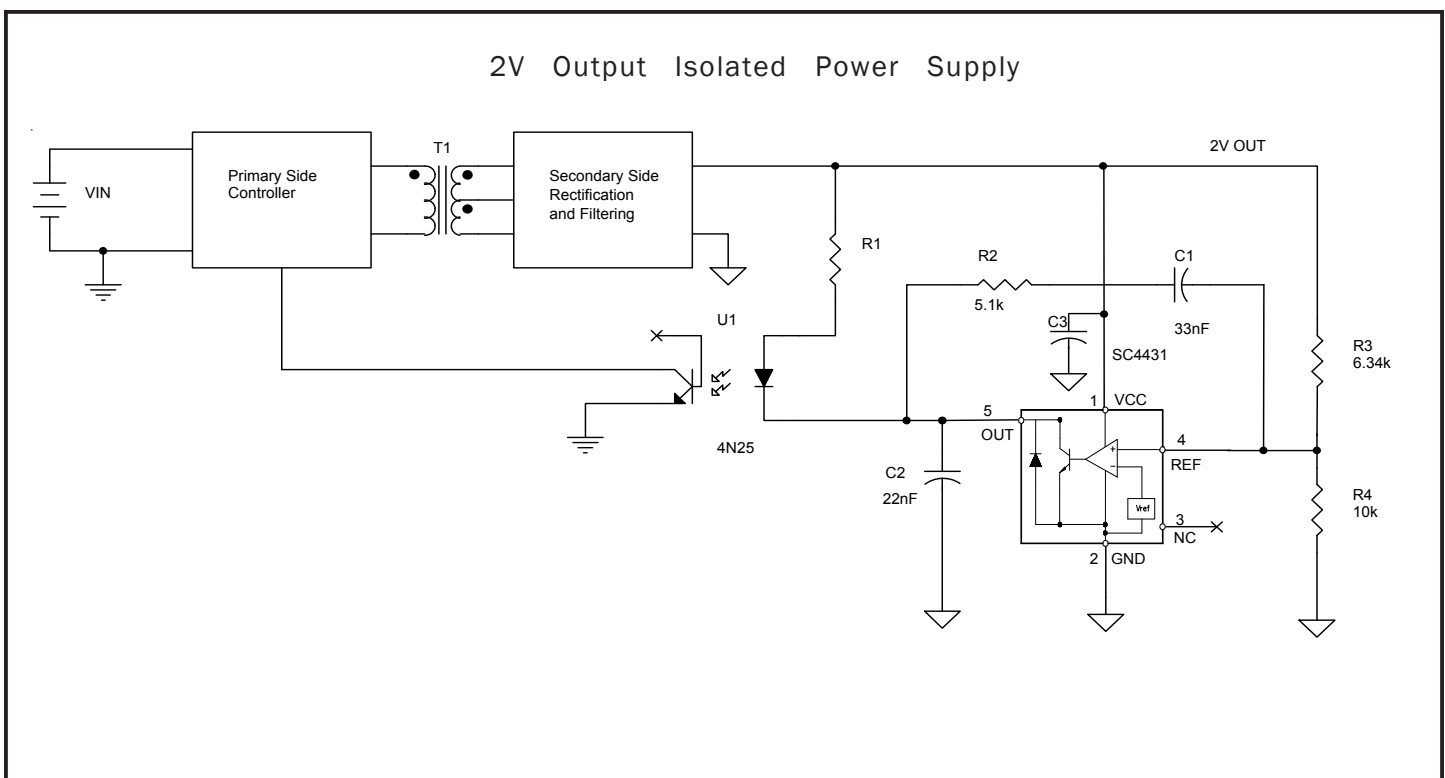 2V Output Isolated Power Supply
T1
2V OUT
VIN
Primary Side
Controller
Secondary Side
Rectification
and Filtering
R1
R2
5.1k
C1
33nF
U1
C3
SC4431
R3
6.34k
4N25
1
VCC
5
OUT
4
REF
+
-
Vref
3
NC
2
GND
C2
22nF
R4
10k